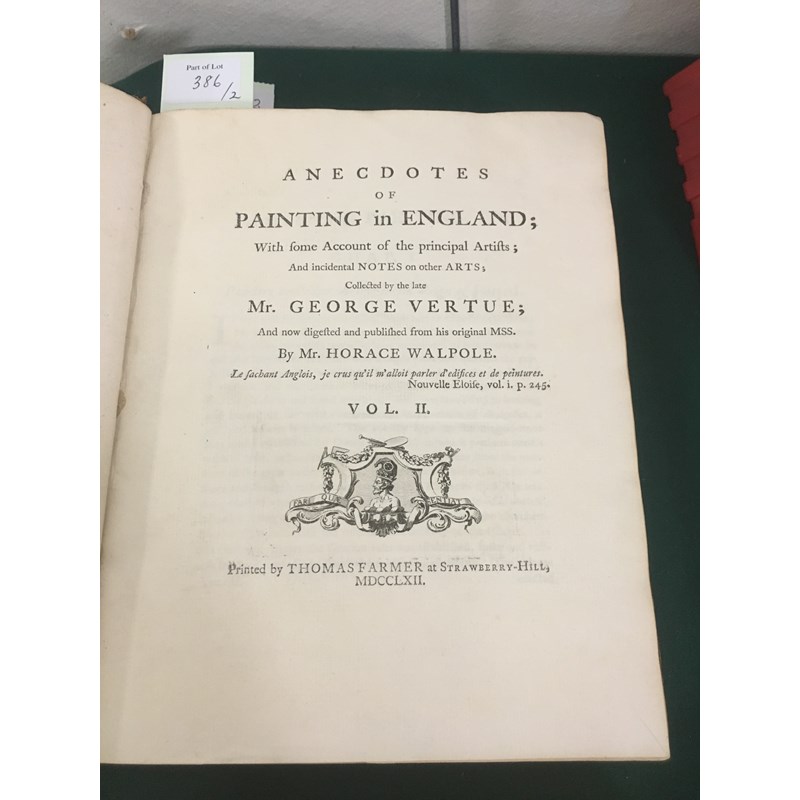 Part of Lot
386/2
ANECDOTES
OF
PAINTING in ENGLAND;
With ſome Account of the principal Artiſts;
And incidental NOTES on other ARTS;
Collected by the late
Mr. GEORGE VERTUE;
And now digeſted and publiſhed from his original MSS.
By Mr. HORACE WALPOLE.
Le ſachant Anglois, je crus qu'il m'alloit parler d'edifices et de peintures.
Nouvelle Eloiſe, vol. i. p. 245.
VOL. II.
FARI QUÆ SENTIAT
Printed by THOMAS FARMER at STRAWBERRY-HILL,
MDCCLXII.